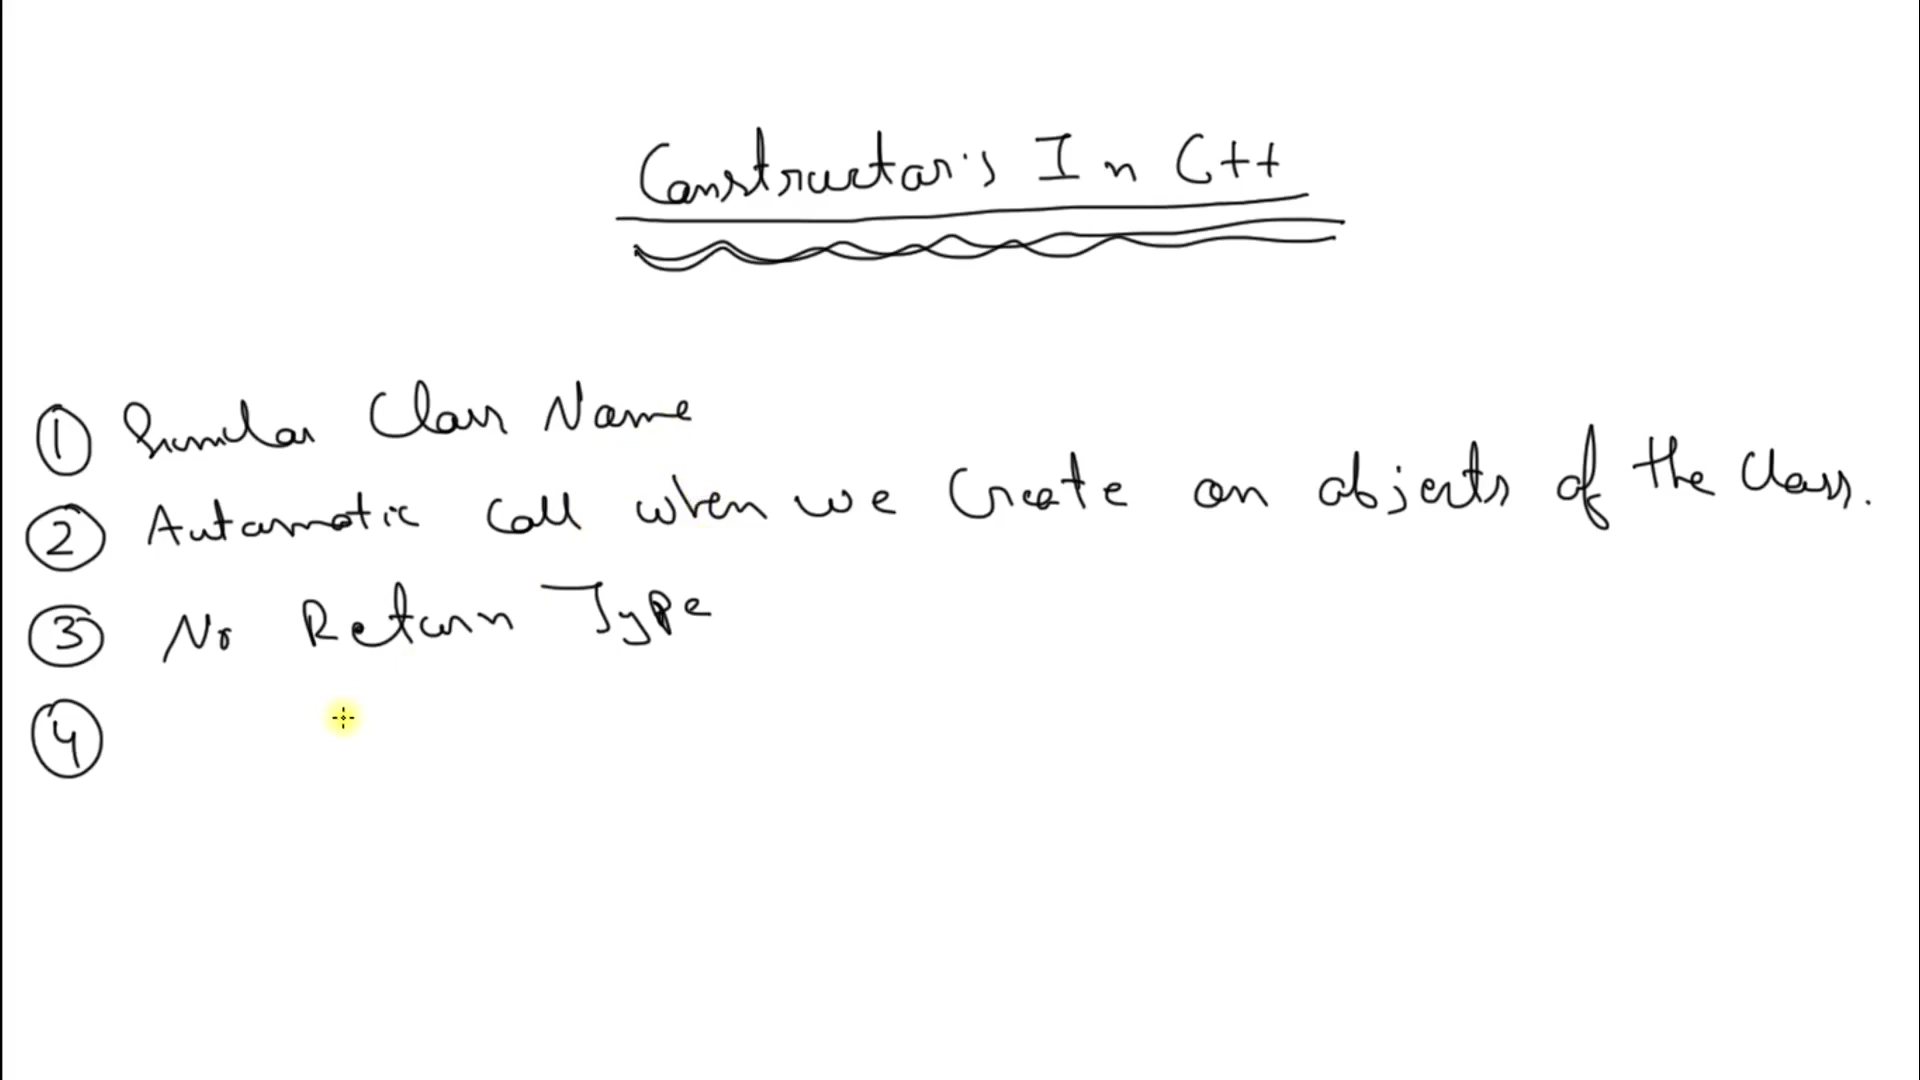 Constructor's In C++
① Similar Class Name
② Automatic Call when we Create an objects of the Class.
③ No Return Type
④